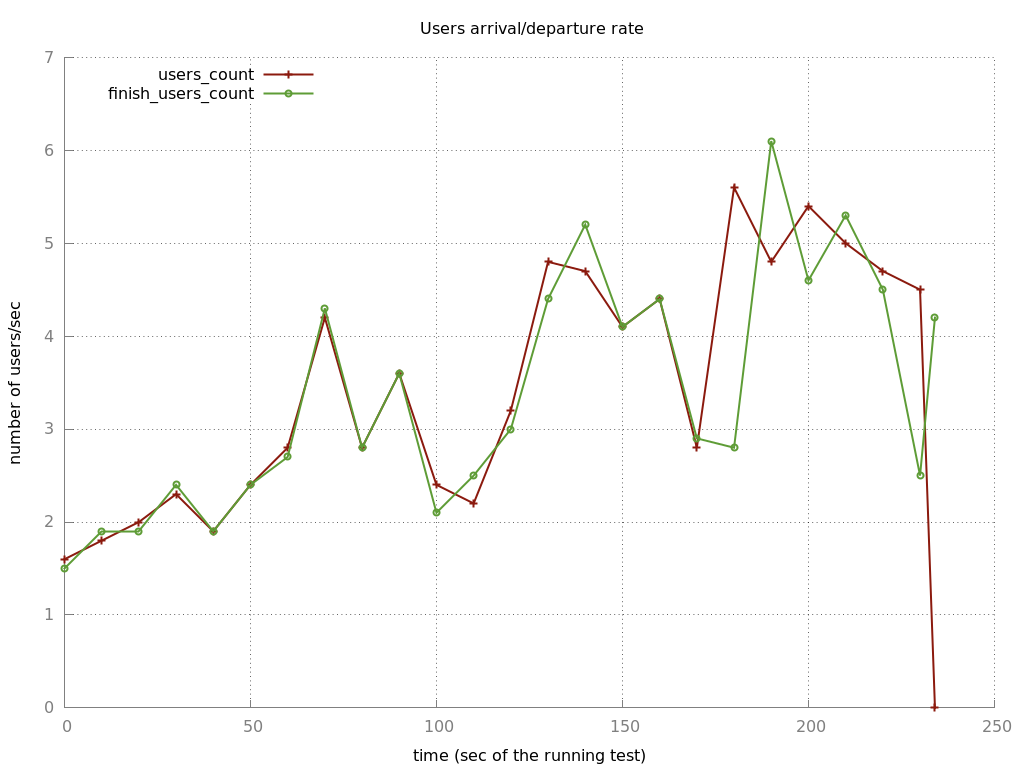 Users arrival/departure rate
users_count
finish_users_count
number of users/sec
7
6
5
4
3
2
1
0
0 50 100 150 200 250
time (sec of the running test)